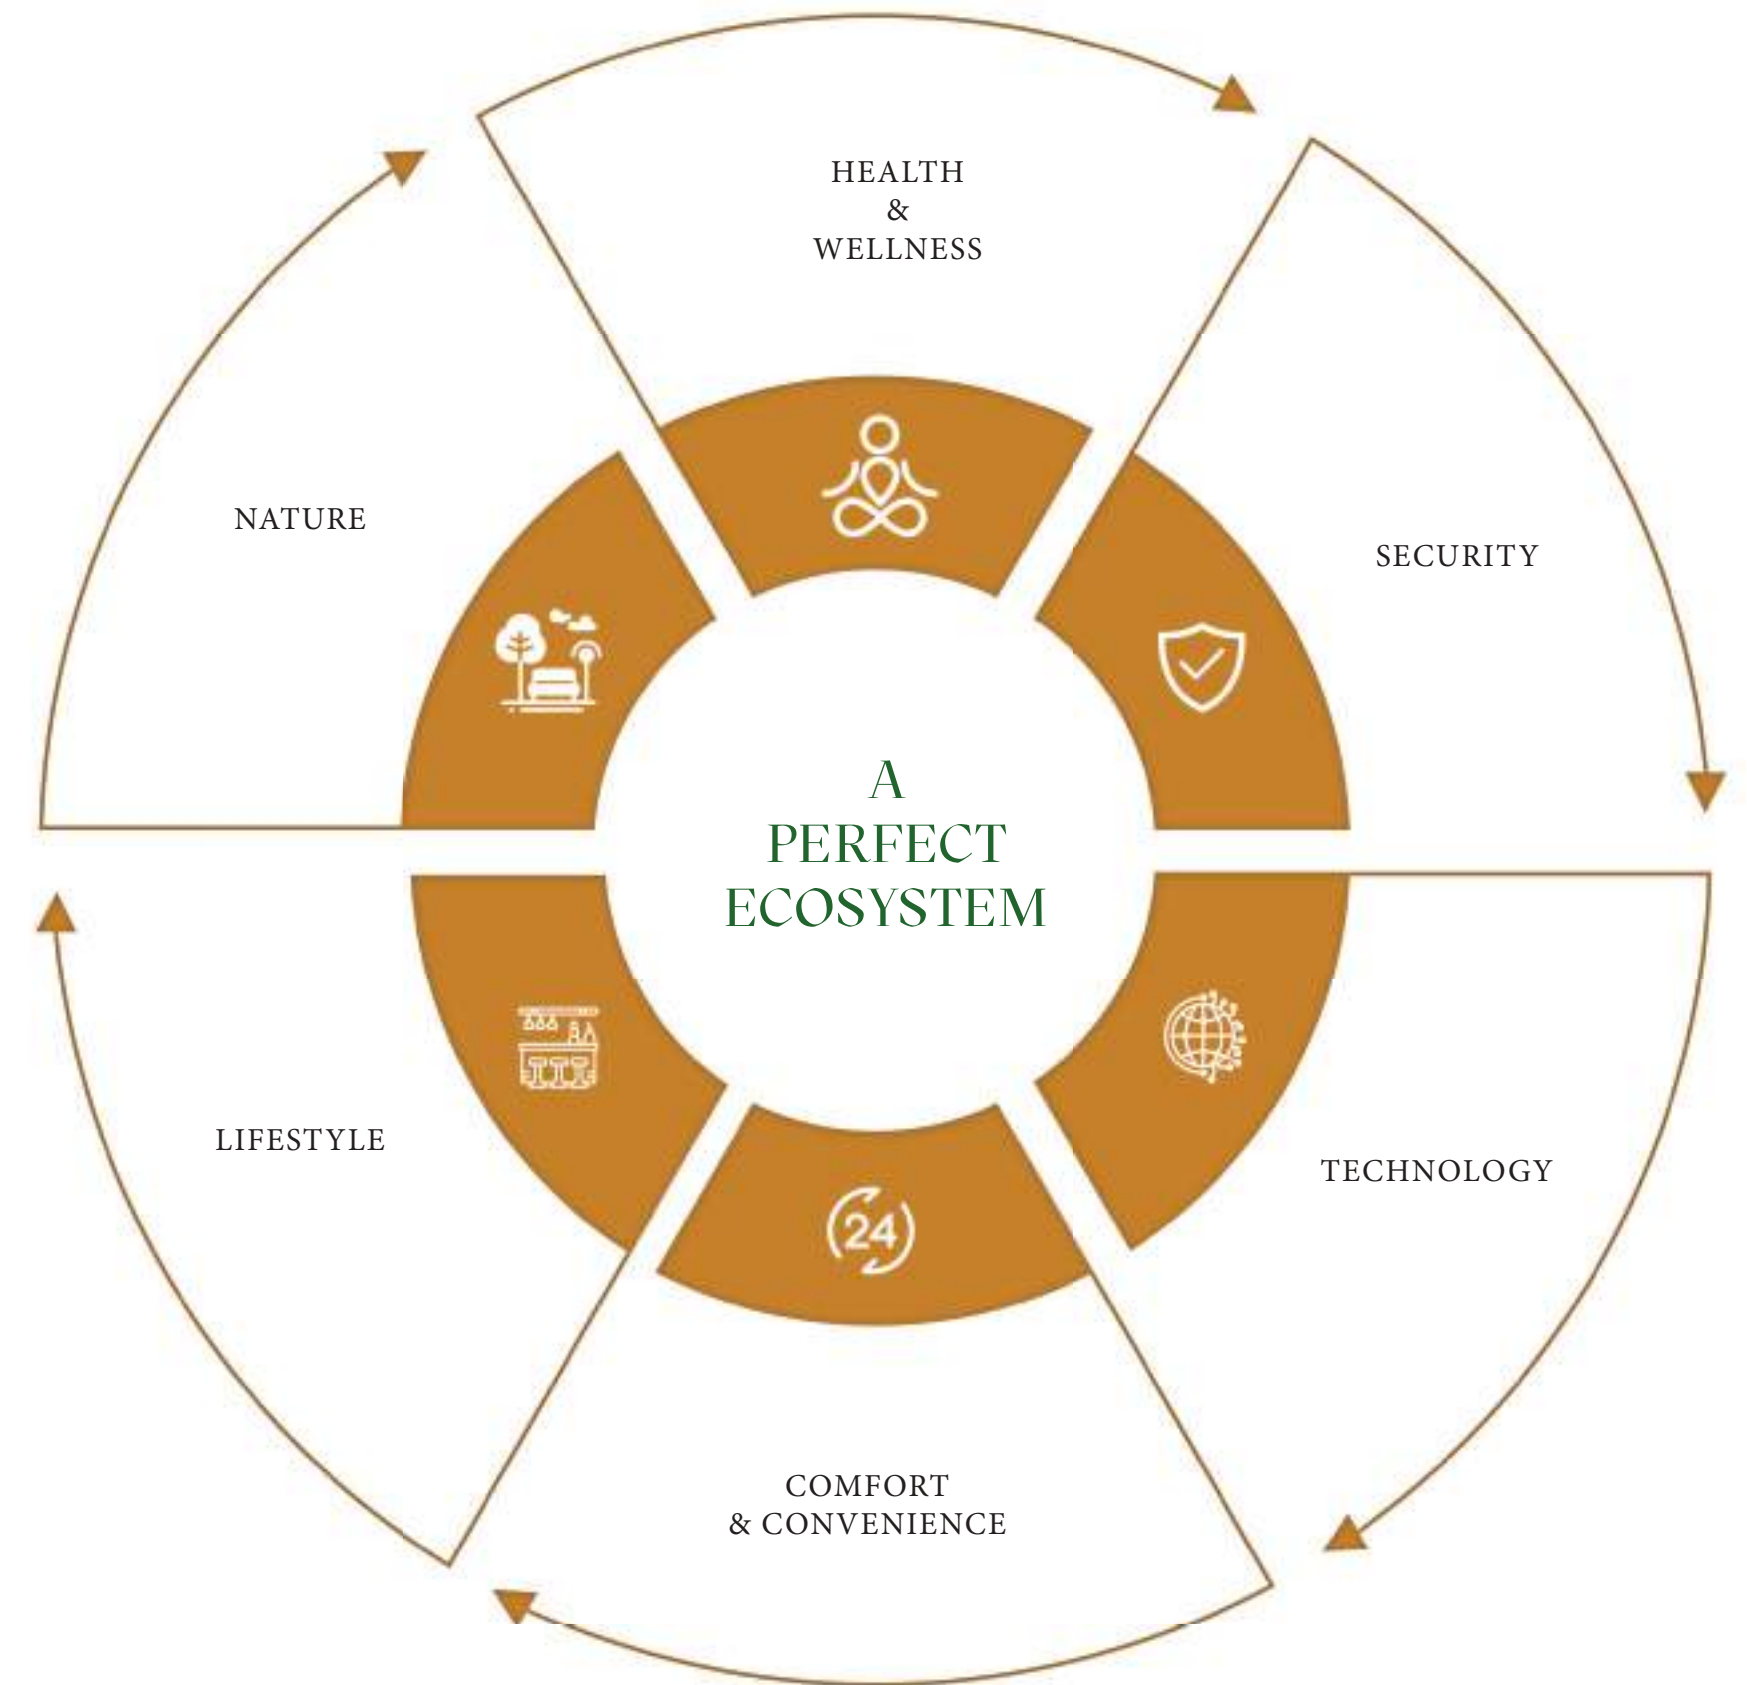 HEALTH
&
WELLNESS
NATURE
SECURITY
A
PERFECT
ECOSYSTEM
LIFESTYLE
TECHNOLOGY
24
COMFORT
& CONVENIENCE